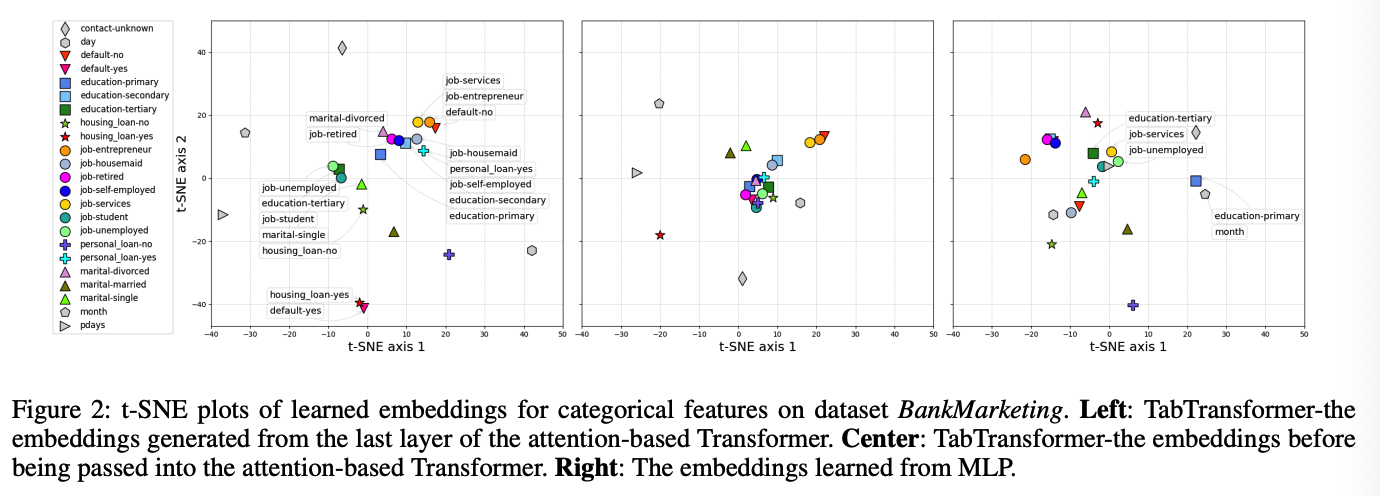 contact-unknown
day
default-no
default-yes
education-primary
education-secondary
education-tertiary
housing_loan-no
housing_loan-yes
job-entrepreneur
job-housemaid
job-retired
job-self-employed
job-services
job-student
job-unemployed
personal_loan-no
personal_loan-yes
marital-divorced
marital-married
marital-single
month
pdays
t-SNE axis 2
40
20
0
−20
−40
job-services
job-entrepreneur
default-no
marital-divorced
job-retired
job-housemaid
personal_loan-yes
job-self-employed
education-secondary
education-primary
job-unemployed
education-tertiary
job-student
marital-single
housing_loan-no
housing_loan-yes
default-yes
−40 −30 −20 −10 0 10 20 30 40 50
t-SNE axis 1
−40 −30 −20 −10 0 10 20 30 40 50
t-SNE axis 1
education-tertiary
job-services
job-unemployed
education-primary
month
−40 −30 −20 −10 0 10 20 30 40 50
t-SNE axis 1
Figure 2: t-SNE plots of learned embeddings for categorical features on dataset BankMarketing. Left: TabTransformer-the
embeddings generated from the last layer of the attention-based Transformer. Center: TabTransformer-the embeddings before
being passed into the attention-based Transformer. Right: The embeddings learned from MLP.